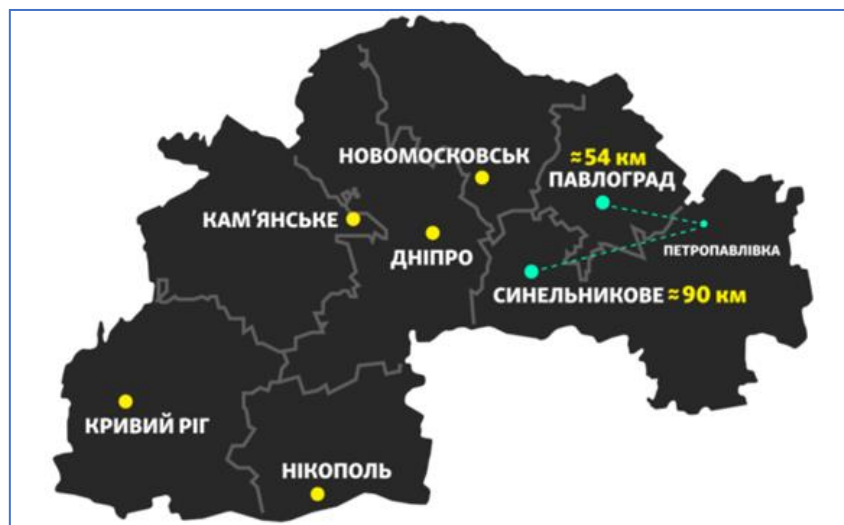 НОВОМОСКОВСЬК
≈54 км
ПАВЛОГРАД
КАМ'ЯНСЬКЕ
ДНІПРО
ПЕТРОПАВЛІВКА
СИНЕЛЬНИКОВЕ ≈90 км
КРИВИЙ РІГ
НІКОПОЛЬ